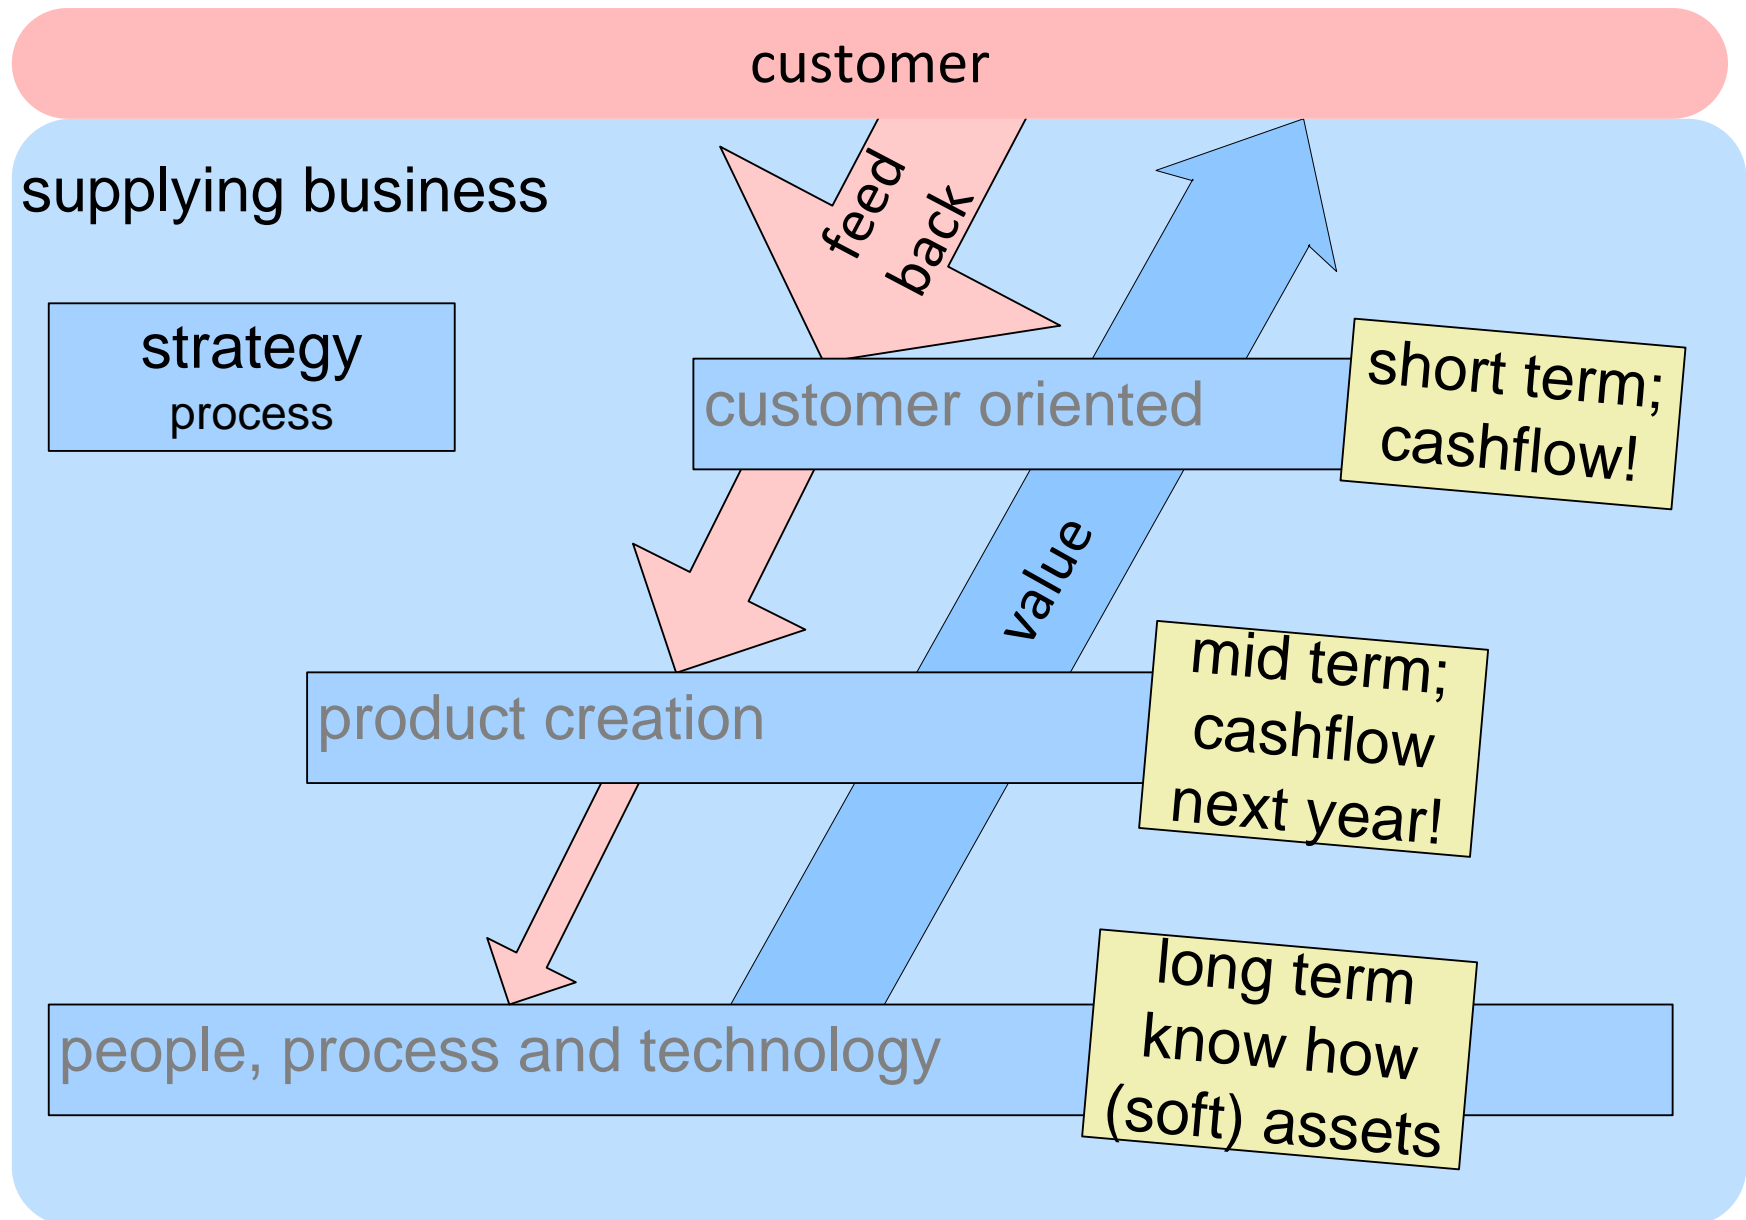 customer
supplying business
feed
back
strategy
process
customer oriented
short term;
cashflow!
value
product creation
mid term;
cashflow
next year!
people, process and technology
long term
know how
(soft) assets